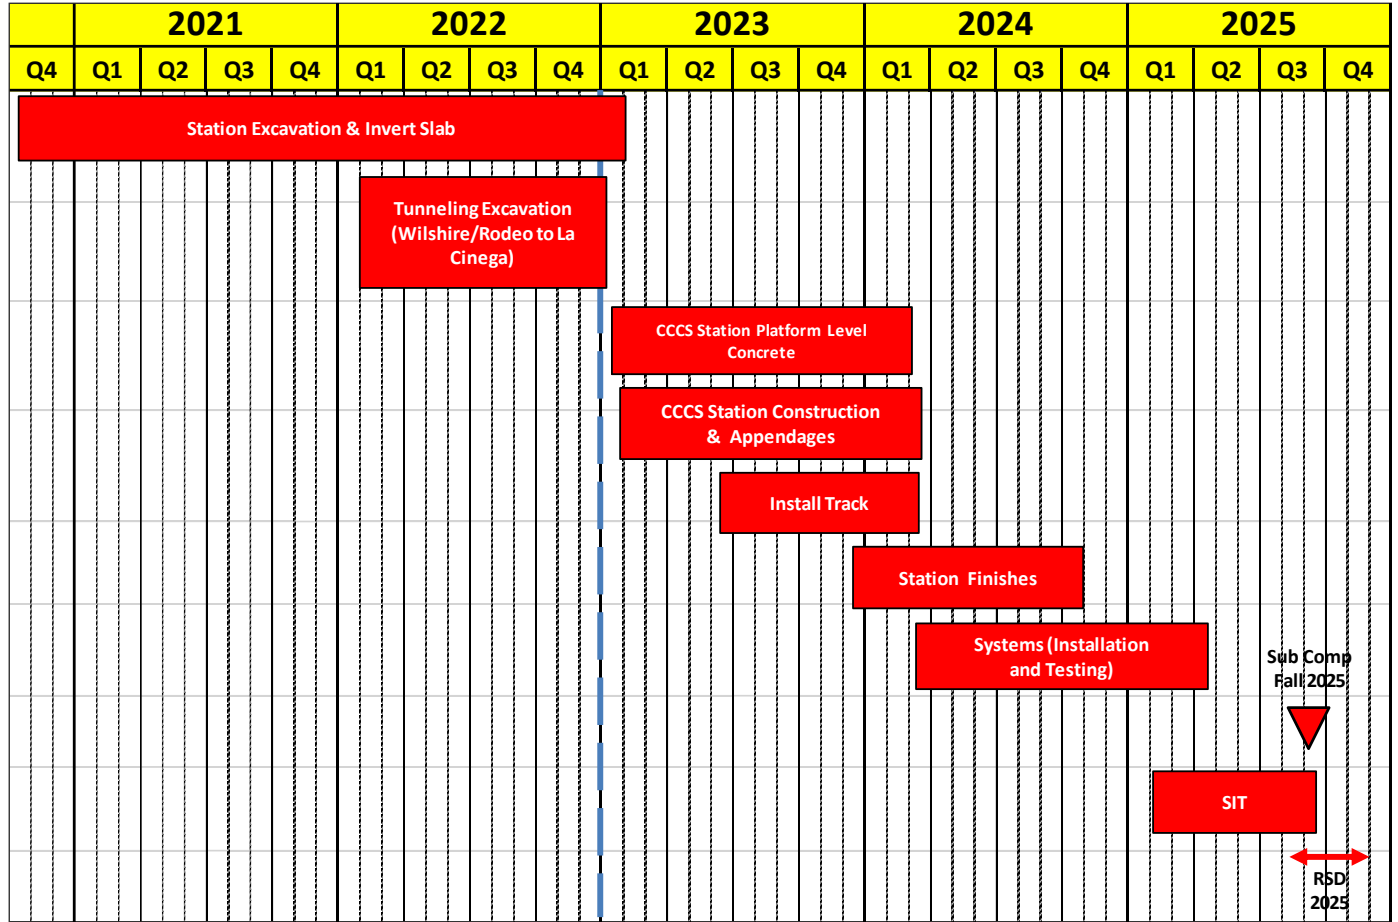 2021 2022 2023 2024 2025
Q4 Q1 Q2 Q3 Q4 Q1 Q2 Q3 Q4 Q1 Q2 Q3 Q4 Q1 Q2 Q3 Q4 Q1 Q2 Q3 Q4
Station Excavation & Invert Slab
Tunneling Excavation
(Wilshire/Rodeo to La
Cinega)
CCCS Station Platform Level
Concrete
CCCS Station Construction
& Appendages
Install Track
Station Finishes
Systems (Installation
and Testing)
Sub Comp
Fall 2025
SIT
RSD
2025